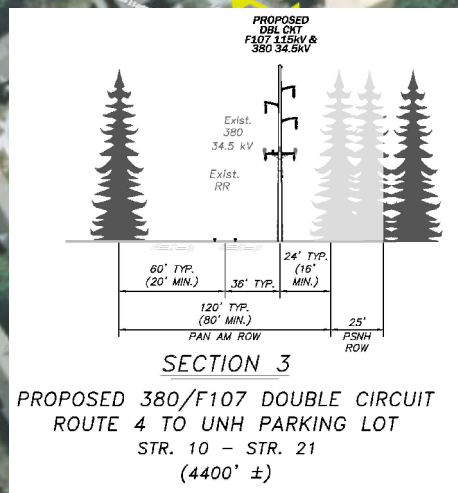 PROPOSED
DBL CKT
F107 115kV &
380 34.5kV
Exist.
380
34.5 kV
Exist.
RR
60' TYP.
(20' MIN.)
36' TYP.
24' TYP.
(16'
MIN.)
120' TYP.
(80' MIN.)
PAN AM ROW
25'
PSNH
ROW
SECTION 3
PROPOSED 380/F107 DOUBLE CIRCUIT
ROUTE 4 TO UNH PARKING LOT
STR. 10 - STR. 21
(4400' ±)